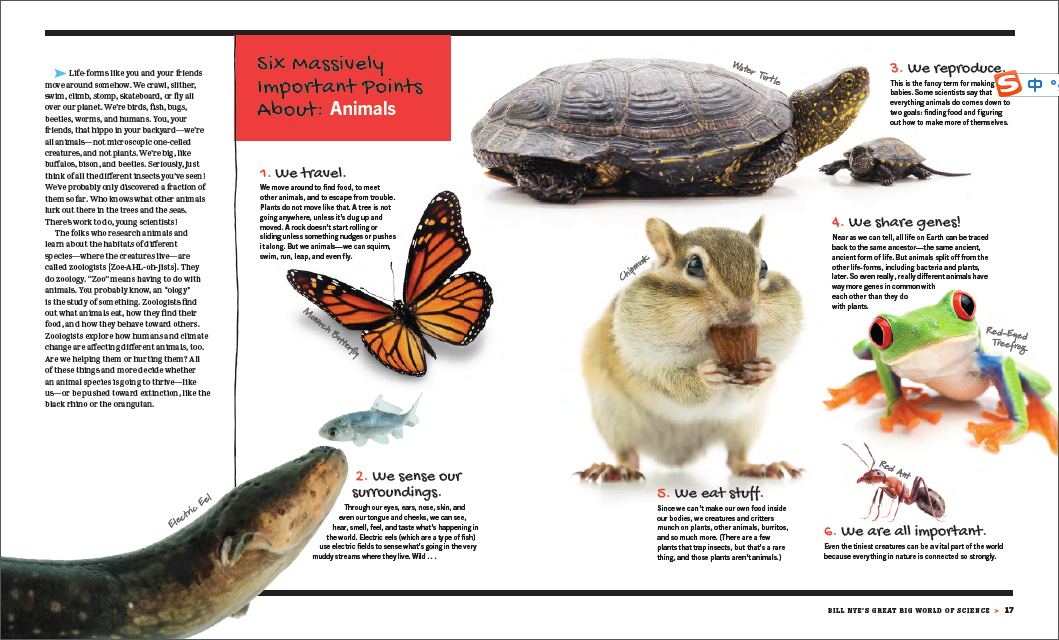 Life-forms like you and your friends
move around somehow. We crawl, slither,
swim, climb, stomp, skateboard, or fly all
over our planet. We're birds, fish, bugs,
beetles, worms, and humans. You, your
friends, that hippo in your backyard—we're
all animals—not microscopic one-celled
creatures, and not plants. We're big, like
buffalos, bison, and beetles. Seriously, just
think of all the different insects you've seen!
We've probably only discovered a fraction of
them so far. Who knows what other animals
lurk out there in the trees and the seas.
There's work to do, young scientists!
The folks who research animals and
learn about the habitats of different
species—where the creatures live—are
called zoologists [Zoe-AHL-oh-jists]. They
do zoology. "Zoo" means having to do with
animals. You probably know, an "ology"
is the study of something. Zoologists find
out what animals eat, how they find their
food, and how they behave toward others.
Zoologists explore how humans and climate
change are affecting different animals, too.
Are we helping them or hurting them? All
of these things and more decide whether
an animal species is going to thrive—like
us—or be pushed toward extinction, like the
black rhino or the orangutan.
Six Massively
Important Points
About: Animals
1. We travel.
We move around to find food, to meet
other animals, and to escape from trouble.
Plants do not move like that. A tree is not
going anywhere, unless it's dug up and
moved. A rock doesn't start rolling or
sliding unless something nudges or pushes
it along. But we animals—we can squirm,
swim, run, leap, and even fly.
Monarch Butterfly
Electric Eel
2. We sense our
surroundings.
Through our eyes, ears, nose, skin, and
even our tongue and cheeks, we can see,
hear, smell, feel, and taste what's happening in
the world. Electric eels (which are a type of fish)
use electric fields to sense what's going in the very
muddy streams where they live. Wild . . .
Water Turtle
3. We reproduce.
This is the fancy term for making
babies. Some scientists say that
everything animals do comes down to
two goals: finding food and figuring
out how to make more of themselves.
中
4. We share genes!
Near as we can tell, all life on Earth can be traced
back to the same ancestor—the same ancient,
ancient form of life. But animals split off from the
other life-forms, including bacteria and plants,
later. So even really, really different animals have
way more genes in common with
each other than they do
with plants.
Chipmunk
Red-Eyed
Treefrog
5. We eat stuff.
Since we can't make our own food inside
our bodies, we creatures and critters
munch on plants, other animals, burritos,
and so much more. (There are a few
plants that trap insects, but that's a rare
thing, and those plants aren't animals.)
Red Ant
6. We are all important.
Even the tiniest creatures can be a vital part of the world
because everything in nature is connected so strongly.
BILL NYE'S GREAT BIG WORLD OF SCIENCE > 17